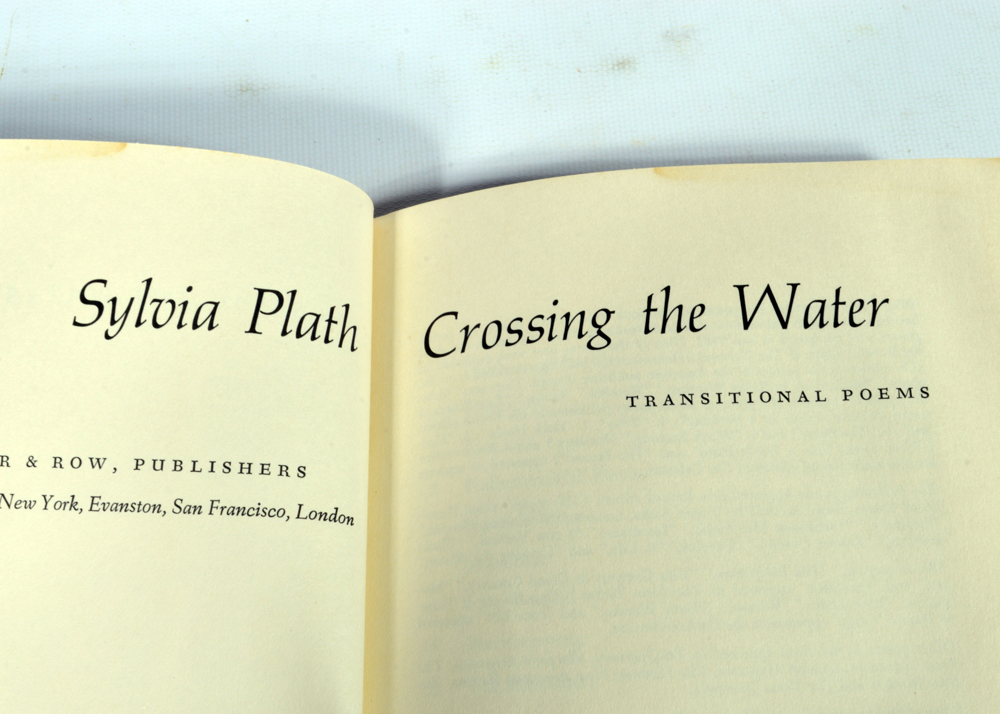 Sylvia Plath
R & ROW, PUBLISHERS
New York, Evanston, San Francisco, London
Crossing the Water
TRANSITIONAL POEMS